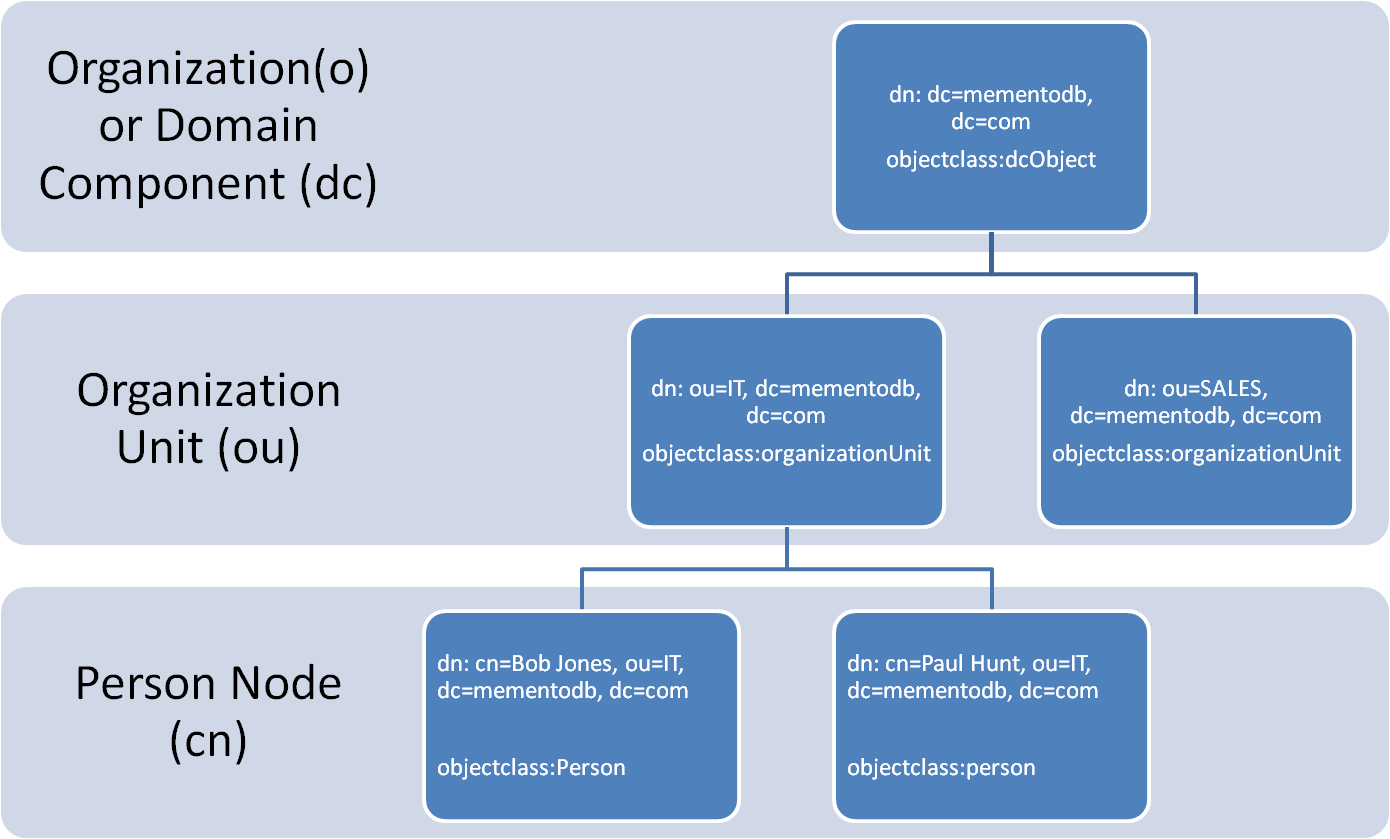 Organization(o)
or Domain
Component (dc)
dn: dc=mementodb,
dc=com
objectclass:dcObject
Organization
Unit (ou)
dn: ou=IT, dc=mementodb,
dc=com
objectclass:organizationUnit
dn: ou=SALES,
dc=mementodb, dc=com
objectclass:organizationUnit
Person Node
(cn)
dn: cn=Bob Jones, ou=IT,
dc=mementodb, dc=com
objectclass:Person
dn: cn=Paul Hunt, ou=IT,
dc=mementodb, dc=com
objectclass:person